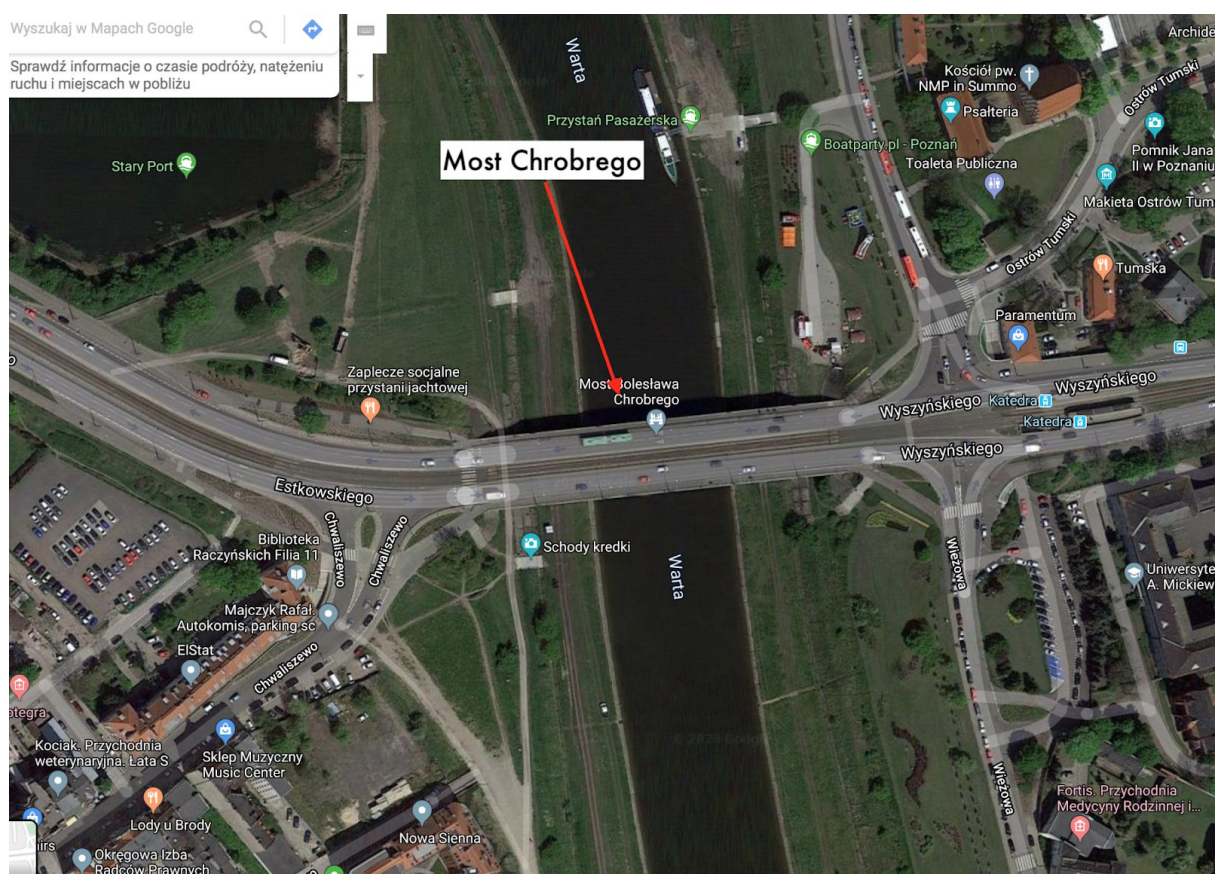 Wyszukaj w Mapach Google
Sprawdź informacje o czasie podróży, natężeniu
ruchu i miejscach w pobliżu
Warta
Archide
Kościół pw.
NMP in Summo
Ostrów Tumski
Psałteria
Przystań Pasażerska
Boatparty.pl - Poznań
Pomnik Jana
II w Poznaniu
Stary Port
Most Chrobrego
Toaleta Publiczna
Makieta Ostrów Tum
Ostrów Tumski
Tumska
Paramentum
Zaplecze socjalne
przystani jachtowej
Most Bolesława
Chrobrego
Wyszyńskiego
Wyszyńskiego
Katedra
Katedra
Wyszyńskiego
Estkowskiego
Chwaliszewo
Chwaliszewo
Biblioteka
Raczyńskich Filia 11
Schody kredki
Warta
Wieżowa
Uniwersyte
A. Mickiew
Majczyk Rafał.
Autokomis, parking sc
ElStat
Chwaliszewo
otegra
Kociak. Przychodnia
weterynaryjna. Łata S
Sklep Muzyczny
Music Center
Wieżowa
Fortis. Przychodnia
Medycyny Rodzinnej i...
Lody u Brody
Nowa Sienna
irs
Okręgowa Izba
Radców Prawnych